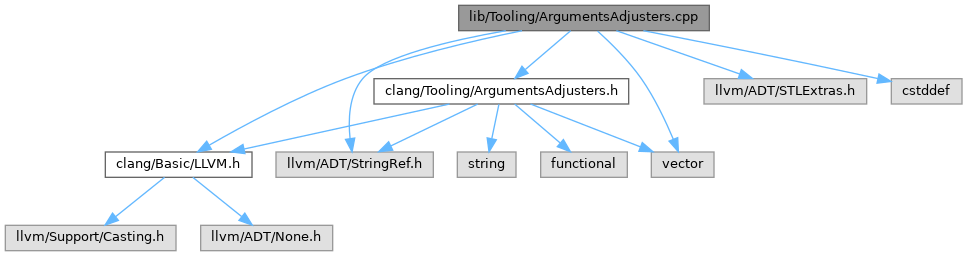 lib/Tooling/ArgumentsAdjusters.cpp
clang/Tooling/ArgumentsAdjusters.h
llvm/ADT/STLExtras.h
cstddef
clang/Basic/LLVM.h
llvm/ADT/StringRef.h
string
functional
vector
llvm/Support/Casting.h
llvm/ADT/None.h